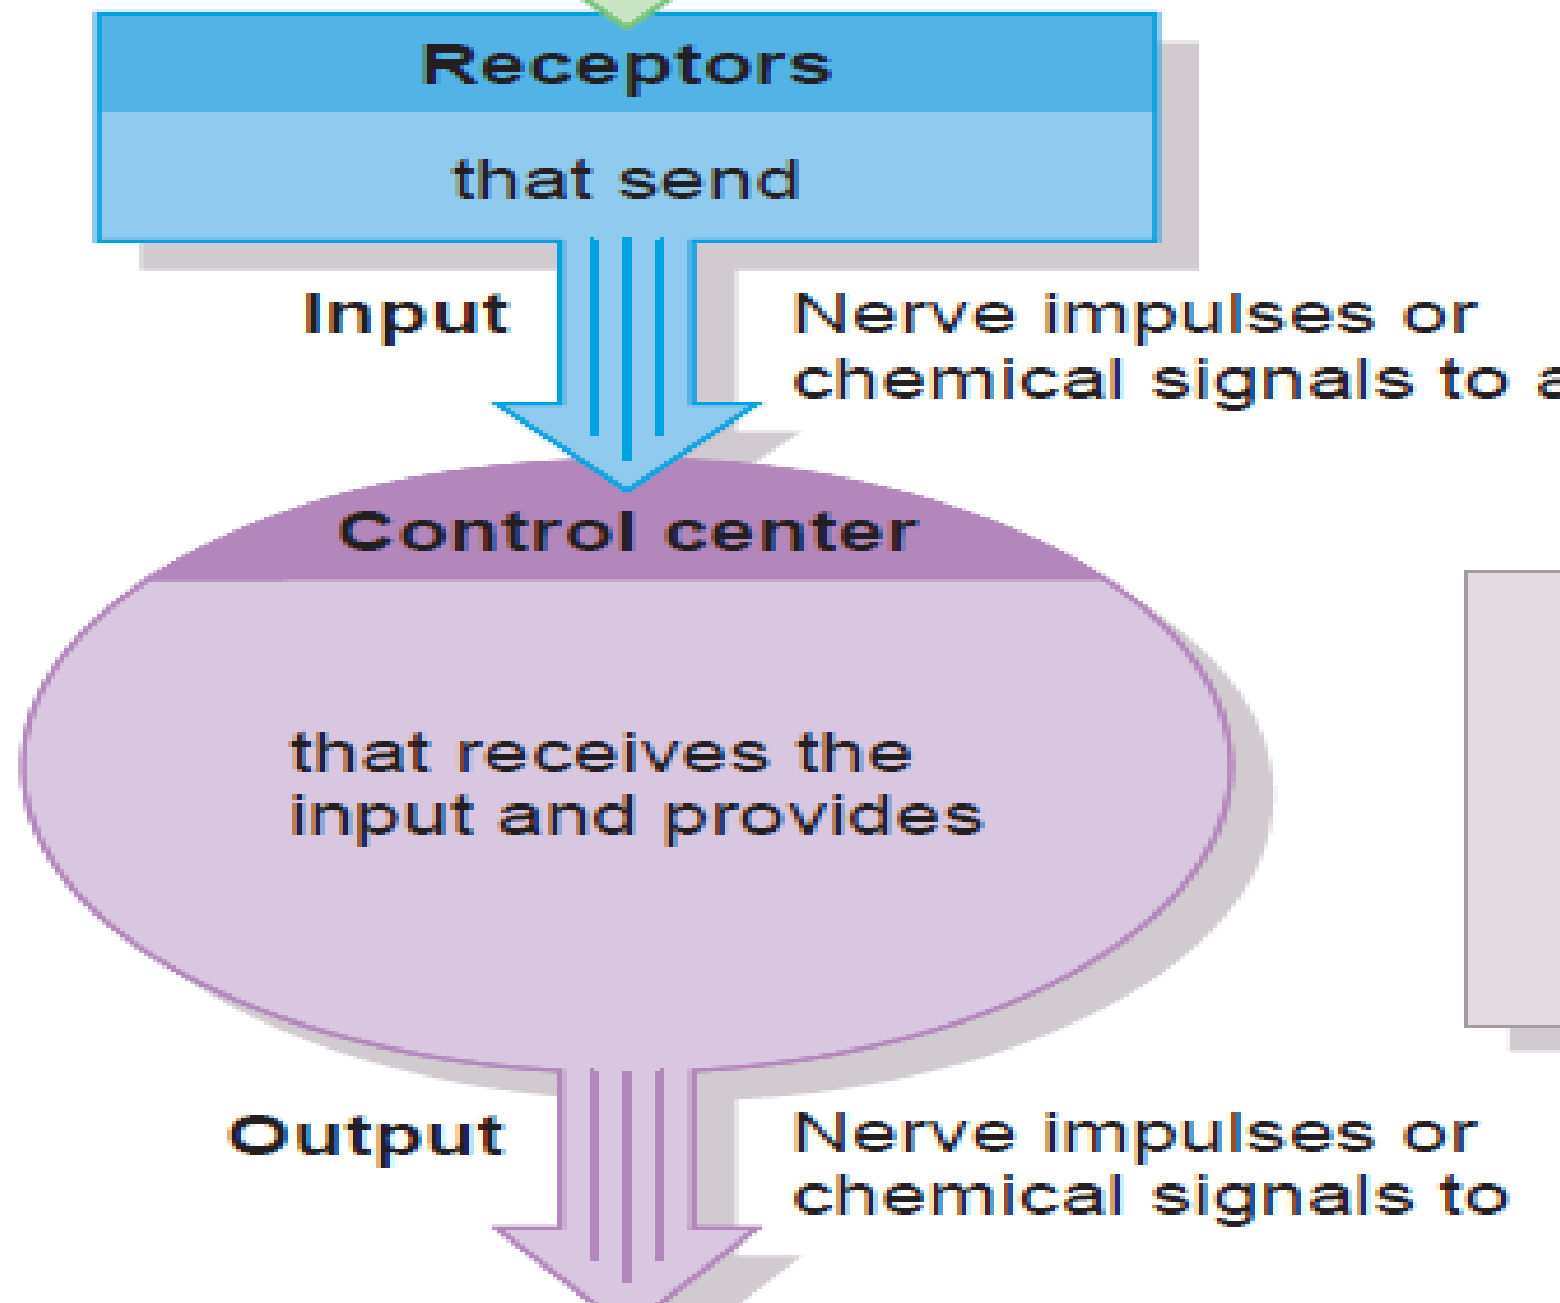 Receptors
that send
Input
Nerve impulses or
chemical signals to a
Control center
that receives the
input and provides
Output
Nerve impulses or
chemical signals to